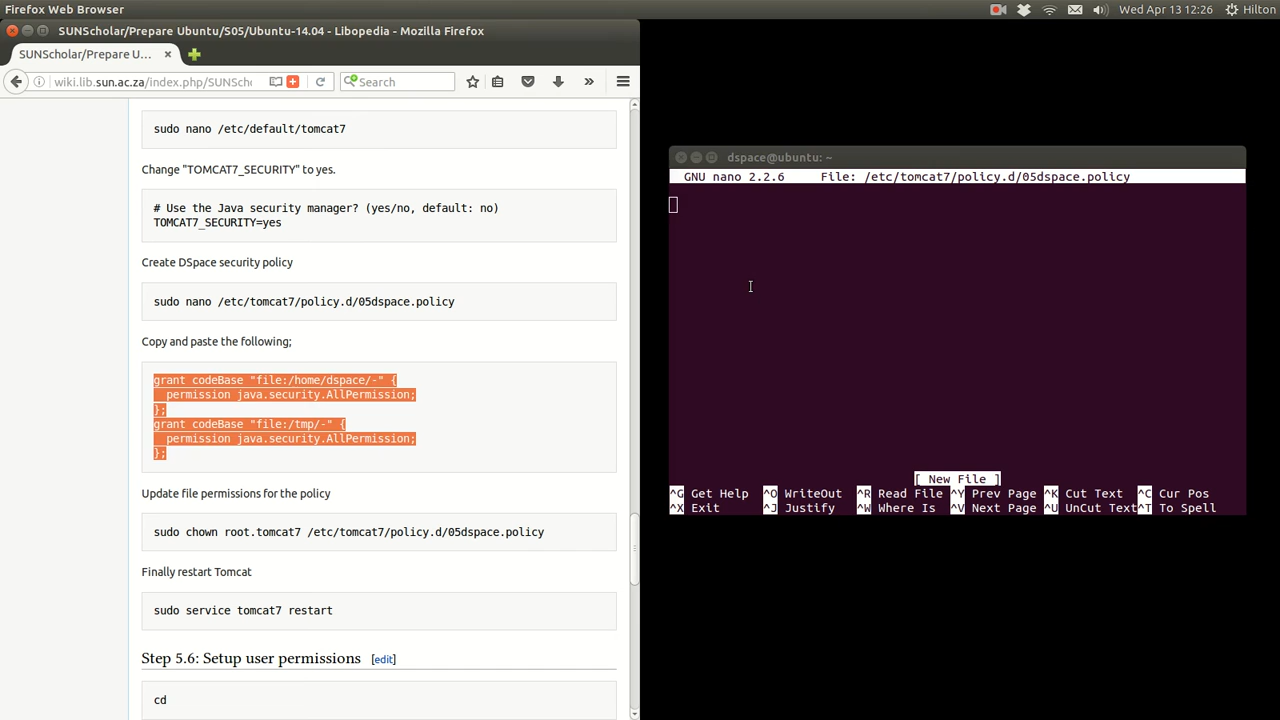 Firefox Web Browser
Wed Apr 13 12:26
Hilton
SUNScholar/Prepare Ubuntu/S05/Ubuntu-14.04 - Libopedia - Mozilla Firefox
SUNScholar/Prepare U...
wiki.lib.sun.ac.za/index.php/SUNSch
Search
sudo nano /etc/default/tomcat7
Change "TOMCAT7_SECURITY" to yes.
# Use the Java security manager? (yes/no, default: no)
TOMCAT7_SECURITY=yes
Create DSpace security policy
sudo nano /etc/tomcat7/policy.d/05dspace.policy
Copy and paste the following;
grant codeBase "file:/home/dspace/-" {
  permission java.security.AllPermission;
};
grant codeBase "file:/tmp/-" {
  permission java.security.AllPermission;
};
Update file permissions for the policy
sudo chown root.tomcat7 /etc/tomcat7/policy.d/05dspace.policy
Finally restart Tomcat
sudo service tomcat7 restart
Step 5.6: Setup user permissions [edit]
cd
dspace@ubuntu: ~
GNU nano 2.2.6 File: /etc/tomcat7/policy.d/05dspace.policy
[ New File ]
^G Get Help ^O WriteOut ^R Read File ^Y Prev Page ^K Cut Text ^C Cur Pos
^X Exit ^J Justify ^W Where Is ^V Next Page ^U UnCut Text ^T To Spell